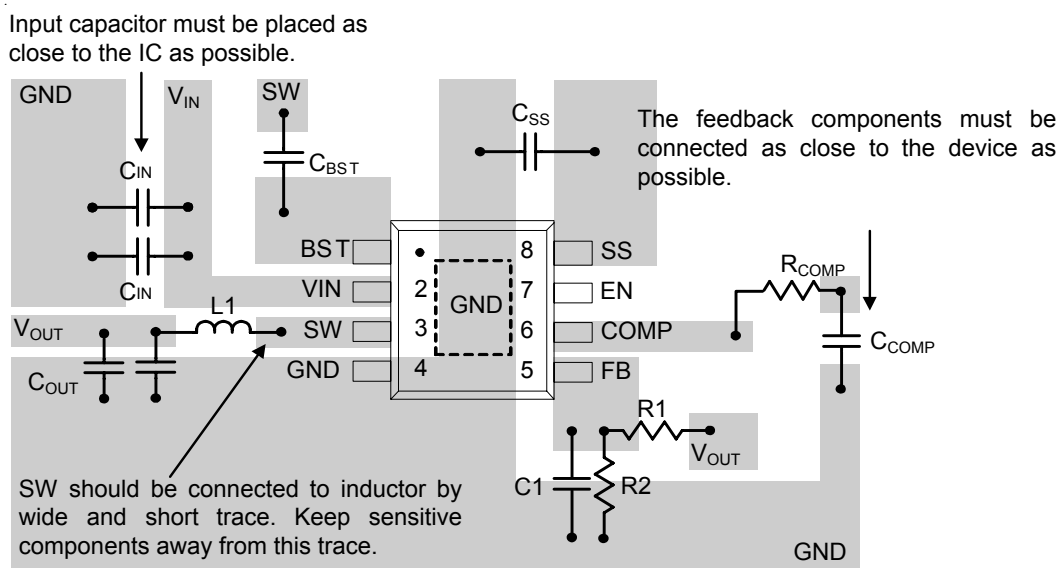 Input capacitor must be placed as
close to the IC as possible.
GND
VIN
SW
CSS
The feedback components must be
connected as close to the device as
possible.
CIN
CBST
BST
8
SS
RCOMP
CIN
VIN
2
GND
7
EN
L1
VOUT
SW
3
6
COMP
CCOMP
COUT
GND
4
5
FB
R1
VOUT
C1
R2
SW should be connected to inductor by
wide and short trace. Keep sensitive
components away from this trace.
GND